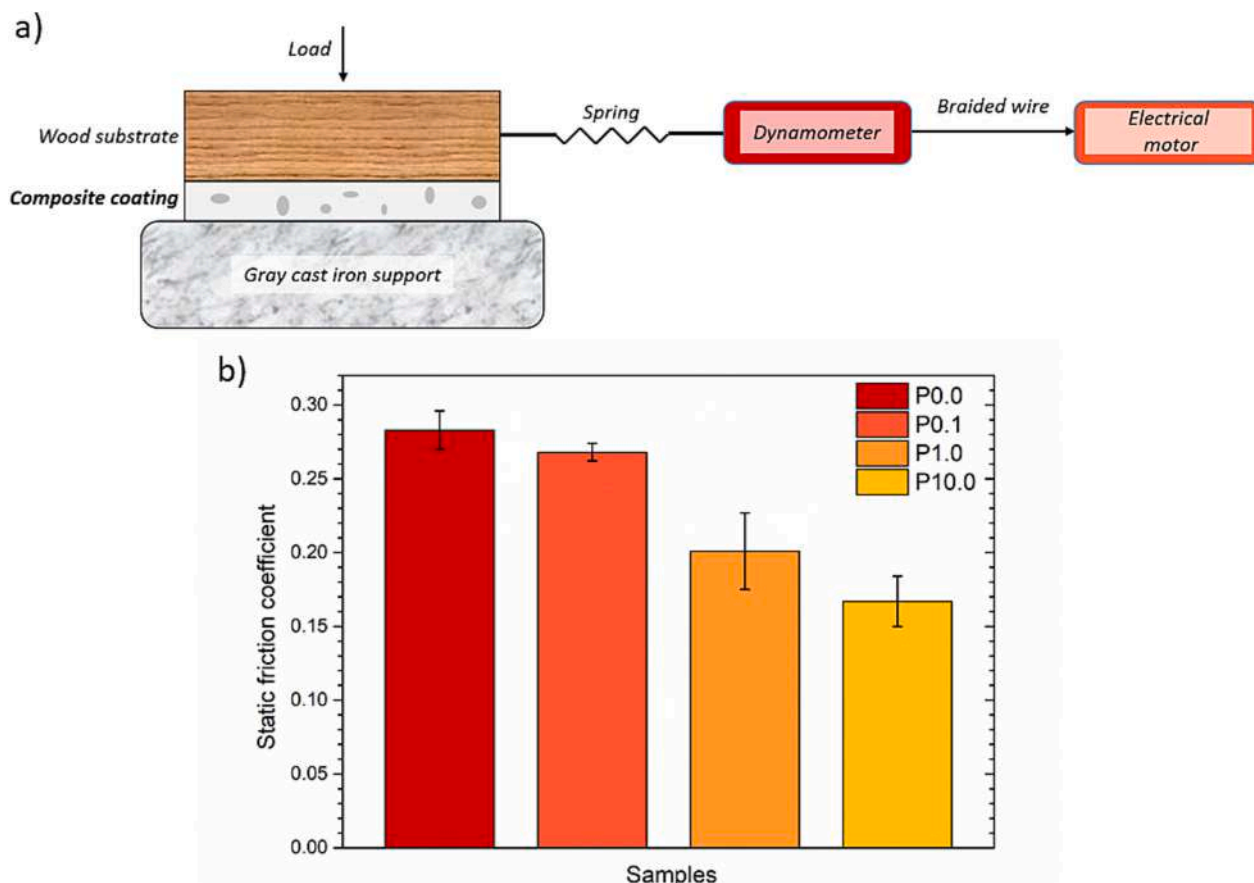 a)
Load
Wood substrate
Spring
Dynamometer
Braided wire
Electrical
motor
Composite coating
Gray cast iron support
b)
P0.0
P0.1
P1.0
P10.0
0.30
0.25
0.20
0.15
0.10
0.05
0.00
Static friction coefficient
Samples